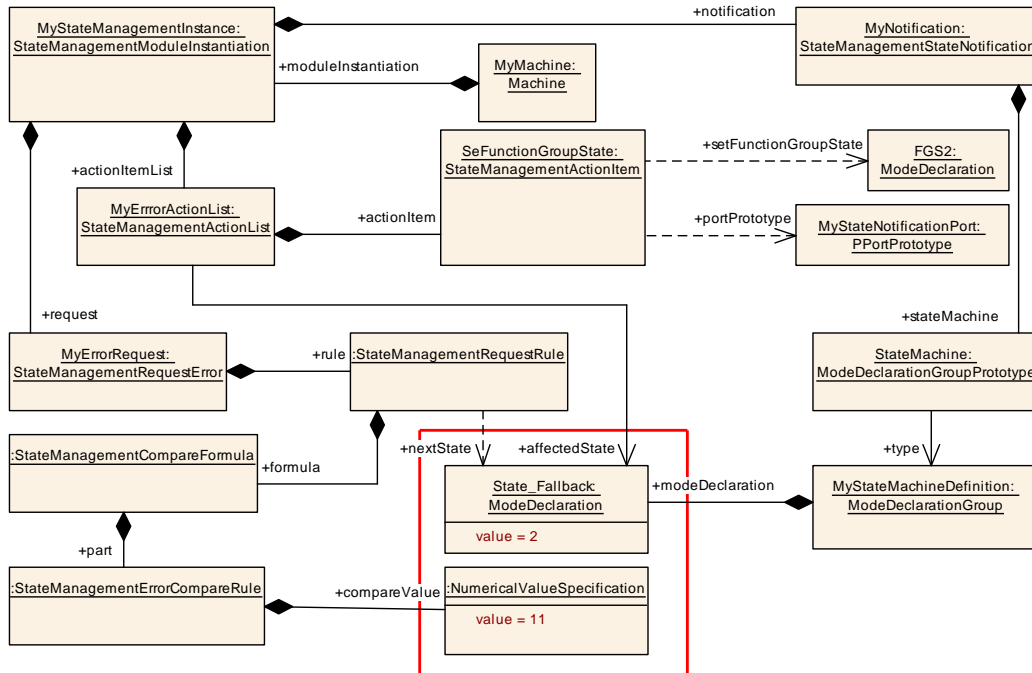 MyStateManagementInstance:
StateManagementModuleInstantiation
+notification
MyNotification:
StateManagementStateNotification
+moduleInstantiation
MyMachine:
Machine
+actionItemList
SeFunctionGroupState:
StateManagementActionItem
+setFunctionGroupState
FGS2:
ModeDeclaration
MyErrrorActionList:
StateManagementActionList
+actionItem
+portPrototype
MyStateNotificationPort:
PPortPrototype
+request
+stateMachine
MyErrorRequest:
StateManagementRequestError
+rule
:StateManagementRequestRule
StateMachine:
ModeDeclarationGroupPrototype
+nextState
+affectedState
+type
:StateManagementCompareFormula
+formula
State_Fallback:
ModeDeclaration
value = 2
+modeDeclaration
MyStateMachineDefinition:
ModeDeclarationGroup
+part
:StateManagementErrorCompareRule
+compareValue
:NumericalValueSpecification
value = 11